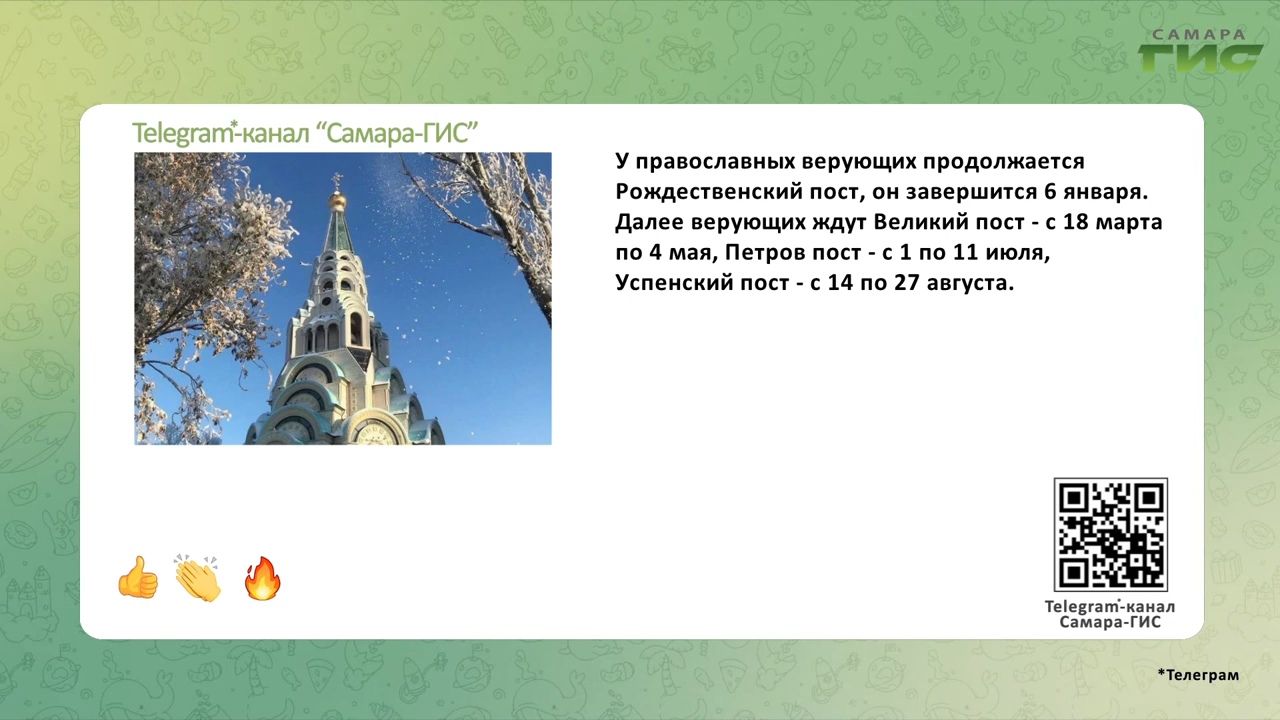 САМАРА
ГИС
Telegram*-канал “Самара-ГИС”
У православных верующих продолжается
Рождественский пост, он завершится 6 января.
Далее верующих ждут Великий пост - с 18 марта
по 4 мая, Петров пост - с 1 по 11 июля,
Успенский пост - с 14 по 27 августа.
Telegram*-канал
Самара-ГИС
*Телеграм